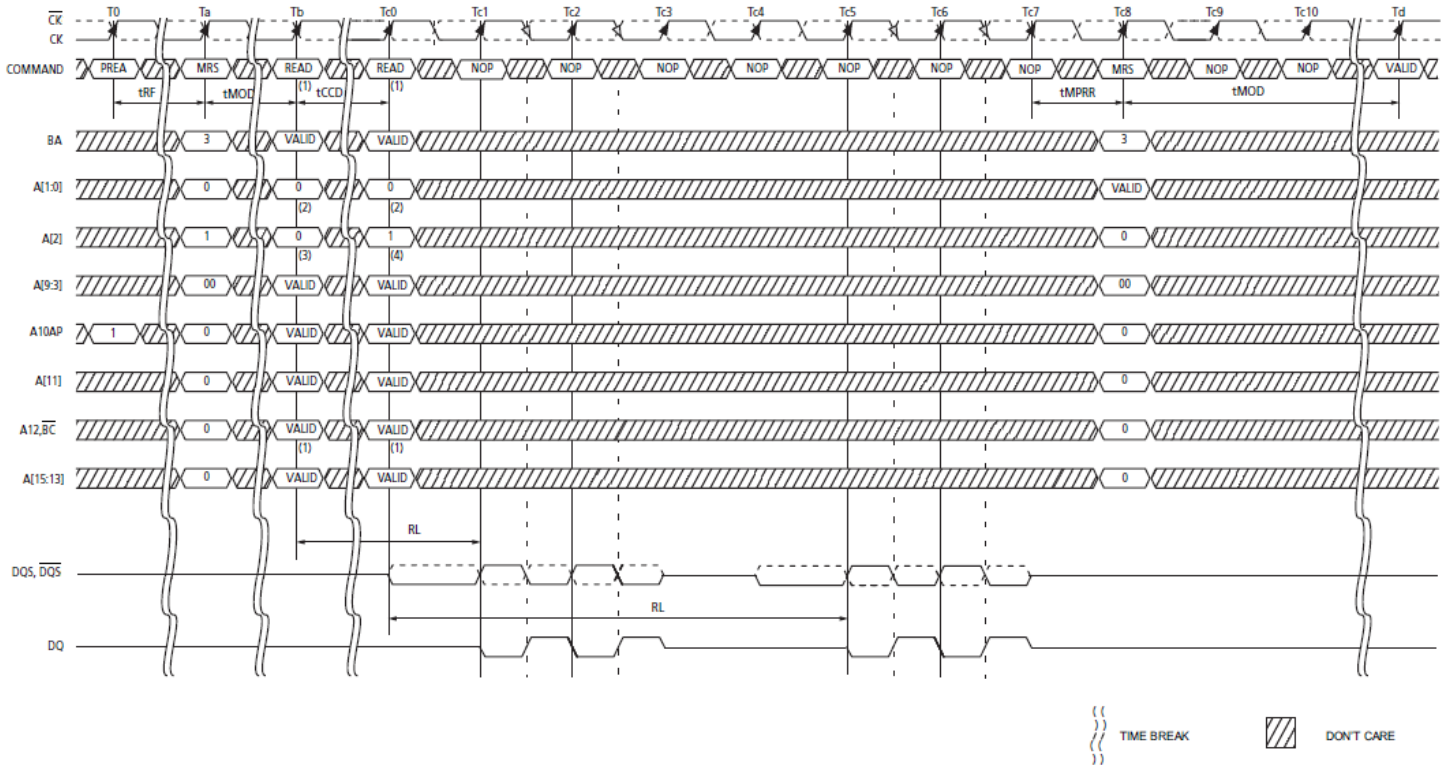 T0 Ta Tb Tc0 Tc1 Tc2 Tc3 Tc4 Tc5 Tc6 Tc7 Tc8 Tc9 Tc10 Td
C̅K̅
CK
COMMAND PREA MRS READ READ NOP NOP NOP NOP NOP NOP NOP MRS NOP NOP VALID
(1) (1)
tRF tMOD tCCD tMPRR tMOD
BA 3 VALID VALID 3
A[1:0] 0 0 0 VALID
(2) (2)
A[2] 1 0 1 0
(3) (4)
A[9:3] 00 VALID VALID 00
A10AP 1 0 VALID VALID 0
A[11] 0 VALID VALID 0
A12,B̅C̅ 0 VALID VALID 0
(1) (1)
A[15:13] 0 VALID VALID 0
RL
DQS, D̅Q̅S̅
RL
DQ
TIME BREAK DON'T CARE